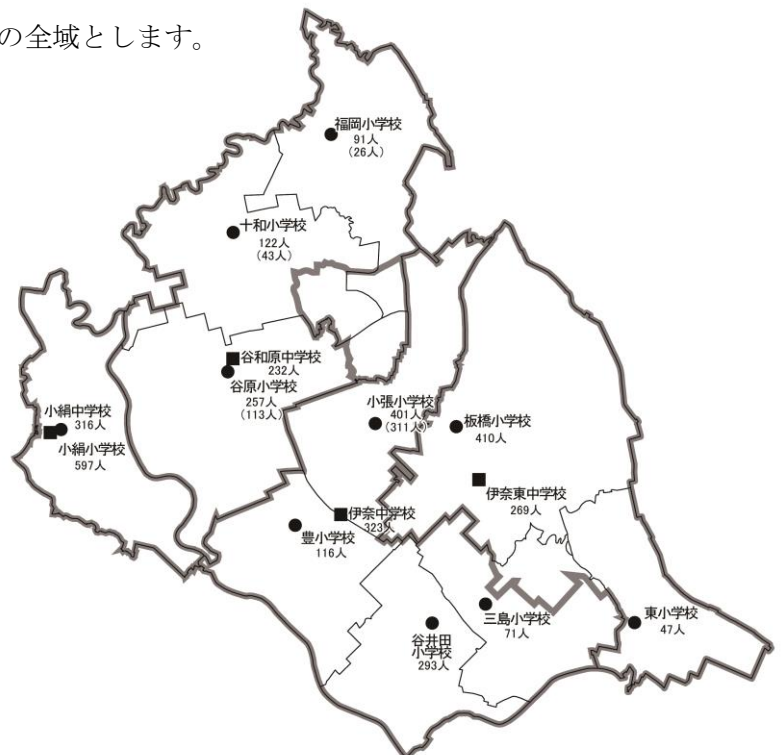 の全域とします。
福岡小学校
91人
(26人)
十和小学校
122人
(43人)
谷和原中学校
232人
谷原小学校
257人
(113人)
小張小学校
401人
(311人)
板橋小学校
410人
小絹中学校
316人
小絹小学校
597人
伊奈東中学校
269人
伊奈中学校
323人
豊小学校
116人
三島小学校
71人
東小学校
47人
谷井田
小学校
293人